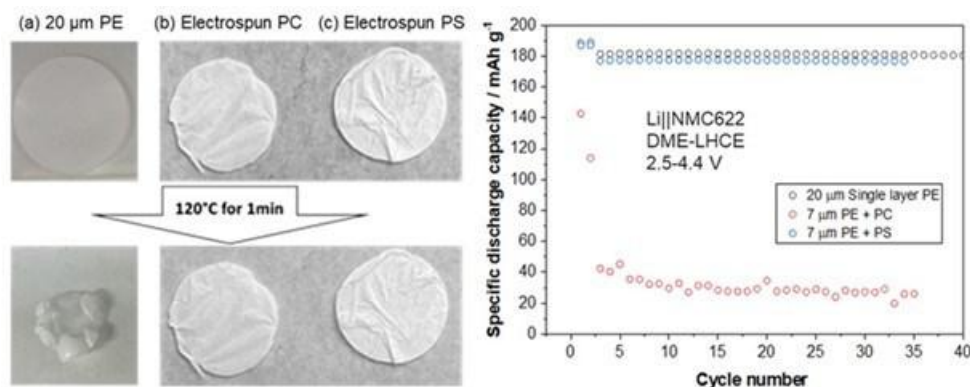 (a) 20 μm PE
(b) Electrospun PC
(c) Electrospun PS
120°C for 1min
Specific discharge capacity / mAh g⁻¹
200
180
160
140
120
100
80
60
40
20
0
Li||NMC622
DME-LHCE
2.5-4.4 V
20 μm Single layer PE
7 μm PE + PC
7 μm PE + PS
0
5
10
15
20
25
30
35
40
Cycle number